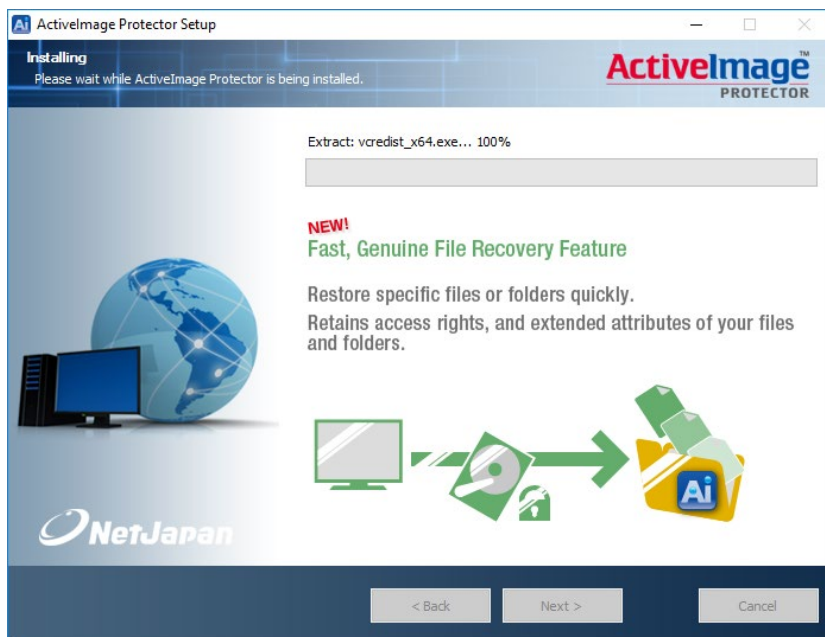 Ai ActiveImage Protector Setup
Installing
Please wait while ActiveImage Protector is being installed.
ActiveImage™
PROTECTOR
Extract: vcredist_x64.exe... 100%
NEW!
Fast, Genuine File Recovery Feature
Restore specific files or folders quickly.
Retains access rights, and extended attributes of your files
and folders.
Ai
NetJapan
< Back
Next >
Cancel